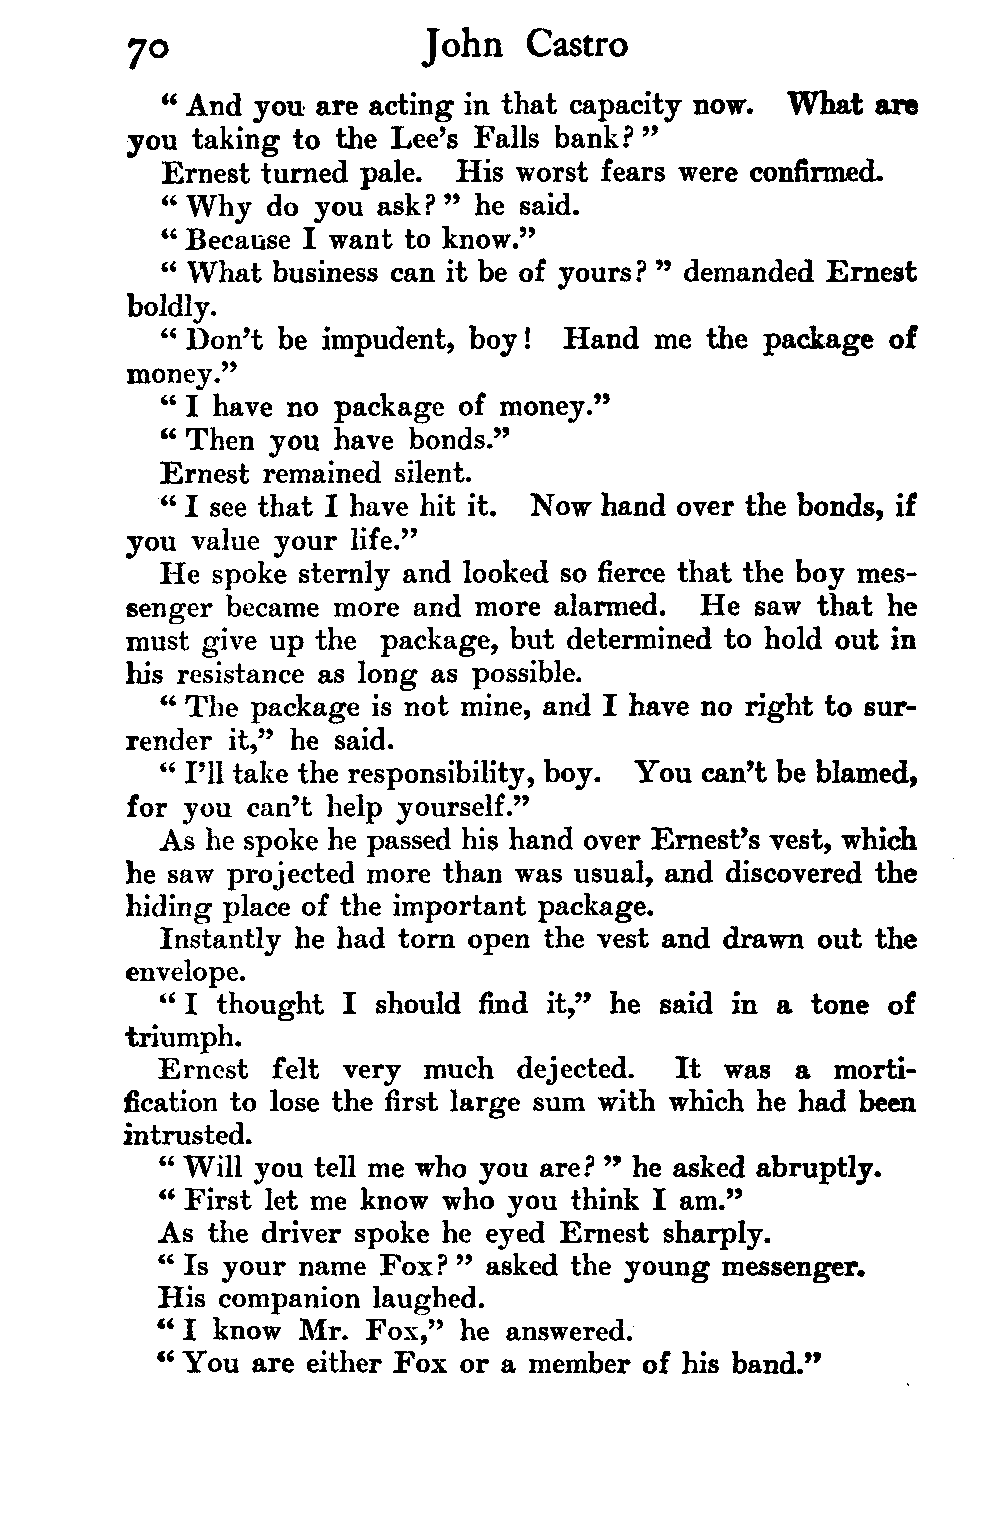 70 John Castro
“ And you are acting in that capacity now. What are
you taking to the Lee’s Falls bank? ”
Ernest turned pale. His worst fears were confirmed.
“ Why do you ask? ” he said.
“ Because I want to know.”
“ What business can it be of yours? ” demanded Ernest
boldly.
“ Don’t be impudent, boy! Hand me the package of
money.”
“ I have no package of money.”
“ Then you have bonds.”
Ernest remained silent.
“ I see that I have hit it. Now hand over the bonds, if
you value your life.”
He spoke sternly and looked so fierce that the boy mes-
senger became more and more alarmed. He saw that he
must give up the package, but determined to hold out in
his resistance as long as possible.
“ The package is not mine, and I have no right to sur-
render it,” he said.
“ I’ll take the responsibility, boy. You can’t be blamed,
for you can’t help yourself.”
As he spoke he passed his hand over Ernest’s vest, which
he saw projected more than was usual, and discovered the
hiding place of the important package.
Instantly he had torn open the vest and drawn out the
envelope.
“ I thought I should find it,” he said in a tone of
triumph.
Ernest felt very much dejected. It was a morti-
fication to lose the first large sum with which he had been
intrusted.
“ Will you tell me who you are? ” he asked abruptly.
“ First let me know who you think I am.”
As the driver spoke he eyed Ernest sharply.
“ Is your name Fox? ” asked the young messenger.
His companion laughed.
“ I know Mr. Fox,” he answered.
“ You are either Fox or a member of his band.”